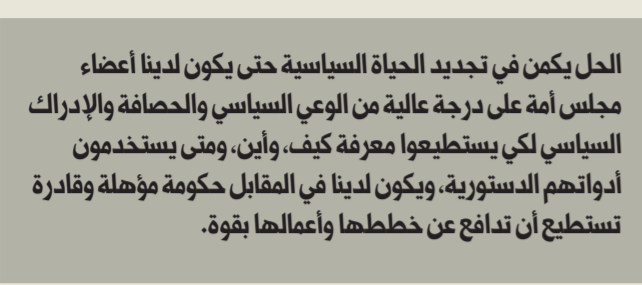 الحل يكمن في تجديد الحياة السياسية حتى يكون لدينا أعضاء
مجلس أمة على درجة عالية من الوعي السياسي والحصافة والإدراك
السياسي لكي يستطيعوا معرفة كيف، وأين، ومتى يستخدمون
أدواتهم الدستورية، ويكون لدينا في المقابل حكومة مؤهلة وقادرة
تستطيع أن تدافع عن خططها وأعمالها بقوة.